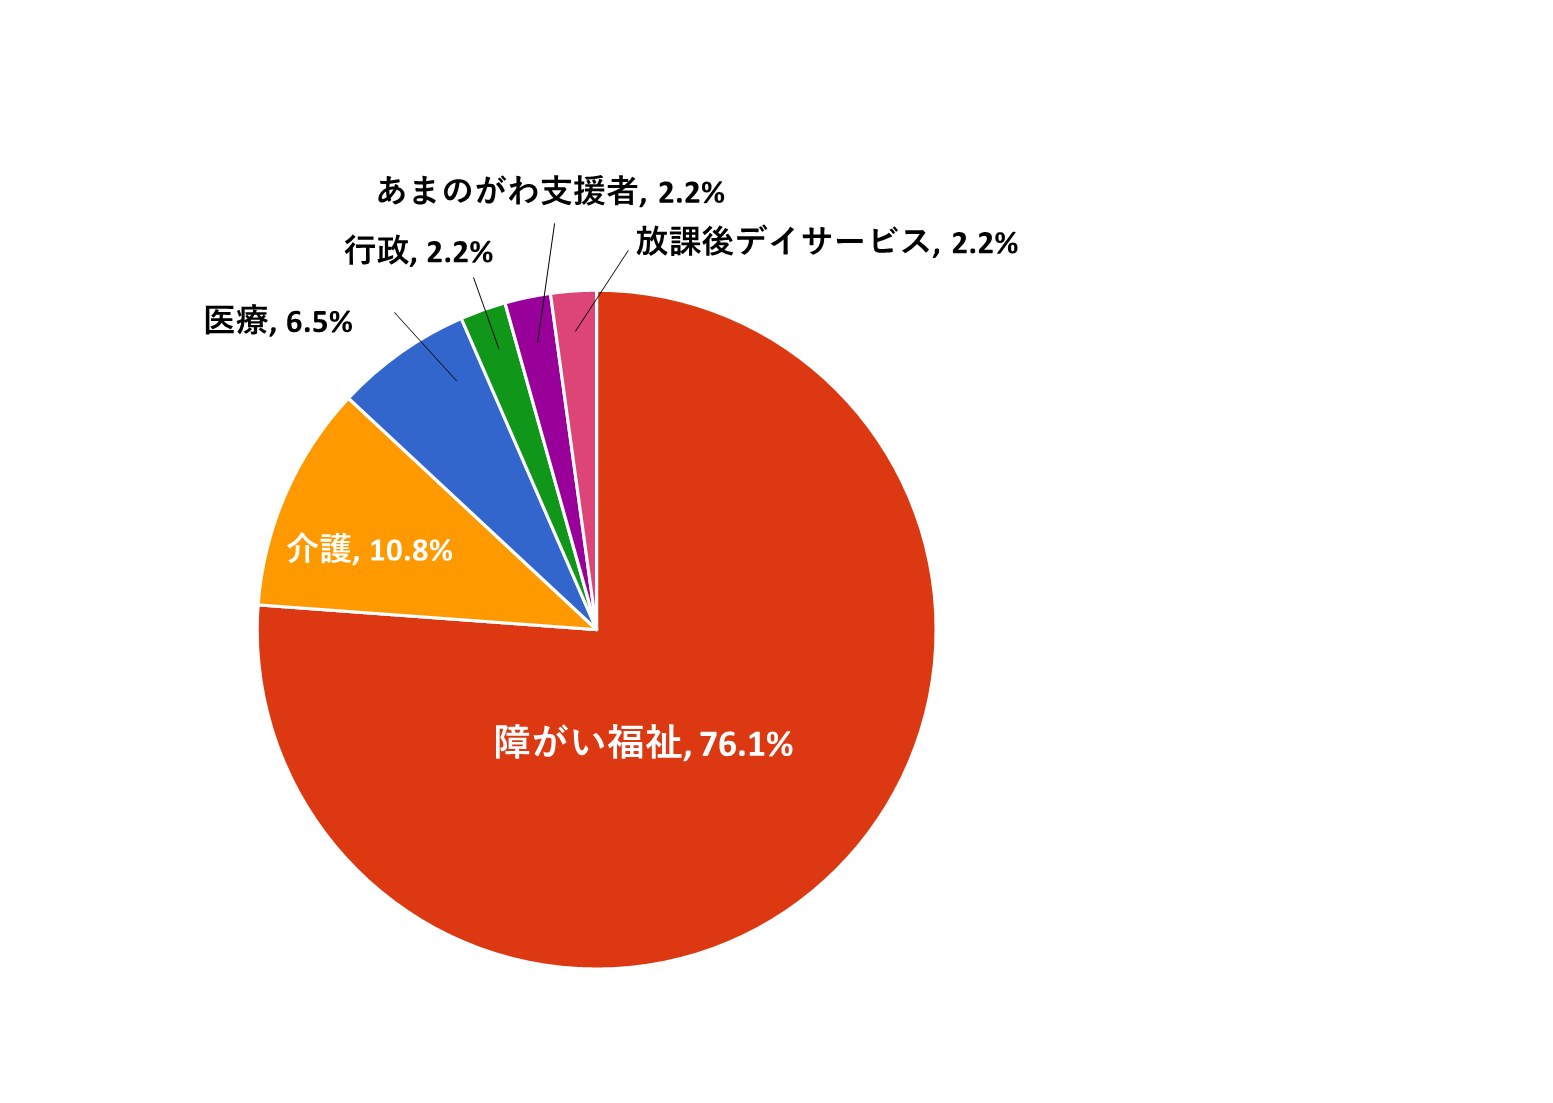 あまのがわ支援者, 2.2%
放課後デイサービス, 2.2%
行政, 2.2%
医療, 6.5%
介護, 10.8%
障がい福祉, 76.1%